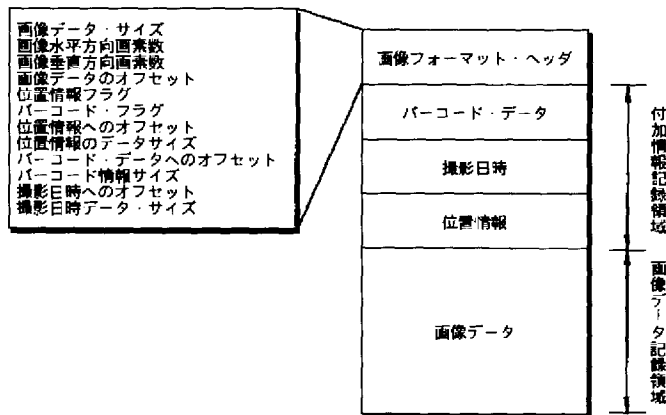 画像データ・サイズ
画像水平方向画素数
画像垂直方向画素数
画像データのオフセット
位置情報フラグ
バーコード・フラグ
位置情報へのオフセット
位置情報のデータサイズ
バーコード・データへのオフセット
バーコード情報サイズ
撮影日時へのオフセット
撮影日時データ・サイズ
画像フォーマット・ヘッダ
バーコード・データ
撮影日時
位置情報
画像データ
付加情報記録領域
画像データ記録領域